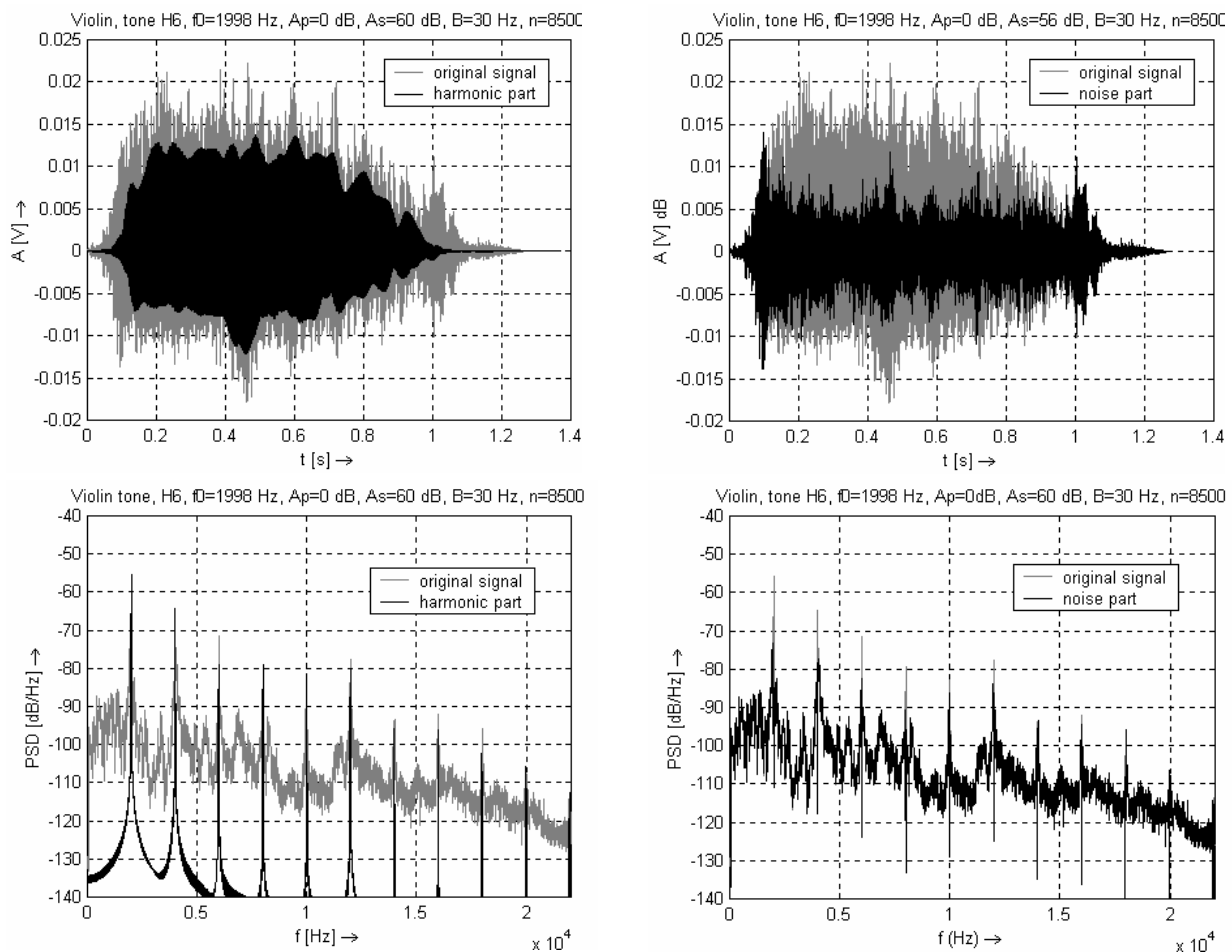 Violin, tone H6, f0=1998 Hz, Ap=0 dB, As=60 dB, B=30 Hz, n=8500
0.025
0.02
0.015
0.01
0.005
0
-0.005
-0.01
-0.015
-0.02
A [V] →
original signal
harmonic part
0 0.2 0.4 0.6 0.8 1 1.2 1.4
t [s] →
Violin, tone H6, f0=1998 Hz, Ap=0 dB, As=56 dB, B=30 Hz, n=8500
0.025
0.02
0.015
0.01
0.005
0
-0.005
-0.01
-0.015
-0.02
A [V] dB
original signal
noise part
0 0.2 0.4 0.6 0.8 1 1.2 1.4
t [s] →
Violin tone, H6, f0=1998 Hz, Ap=0 dB, As=60 dB, B=30 Hz, n=8500
-40
-50
-60
-70
-80
-90
-100
-110
-120
-130
-140
PSD [dB/Hz] →
original signal
harmonic part
0 0.5 1 1.5 2
f [Hz] →
x 10^4
Violin, tone H6, f0=1998 Hz, Ap=0dB, As=60 dB, B=30 Hz, n=8500
-40
-50
-60
-70
-80
-90
-100
-110
-120
-130
-140
PSD [dB/Hz] →
original signal
noise part
0 0.5 1 1.5 2
f (Hz) →
x 10^4